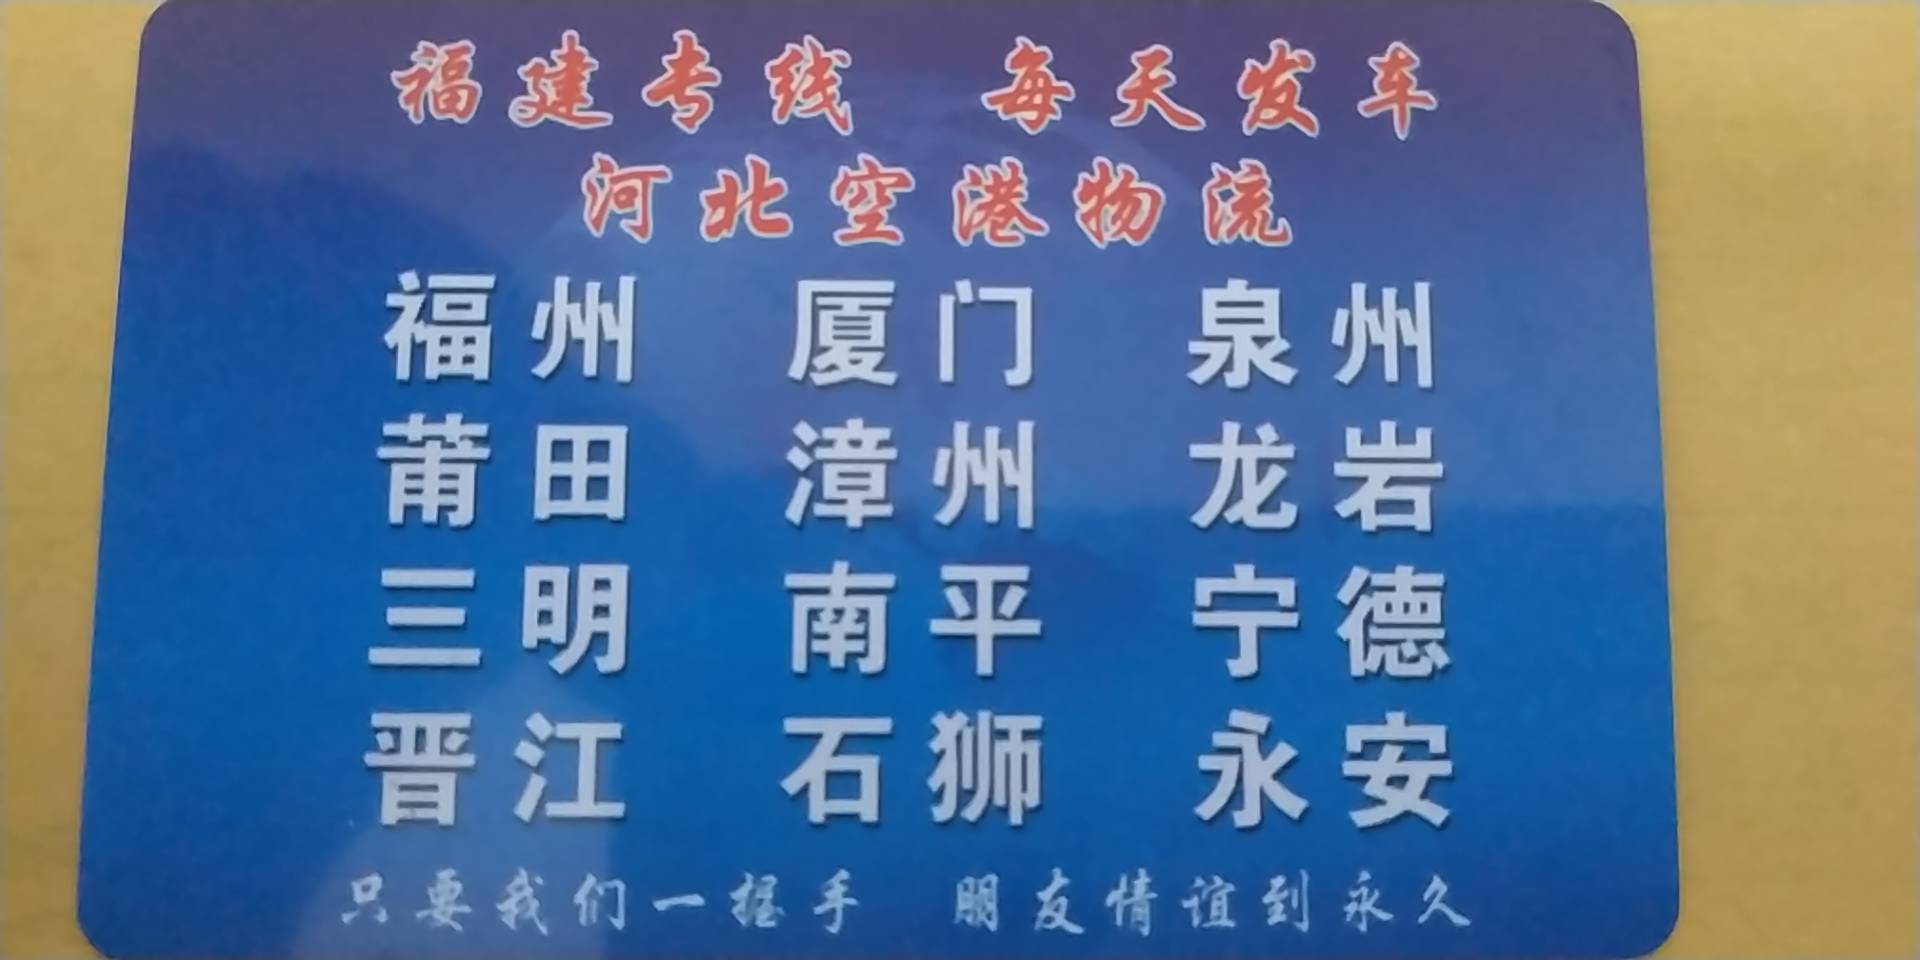 福建专线 每天发车
河北空港物流
福州 厦门 泉州
莆田 漳州 龙岩
三明 南平 宁德
晋江 石狮 永安
只要我们一握手 朋友情谊到永久